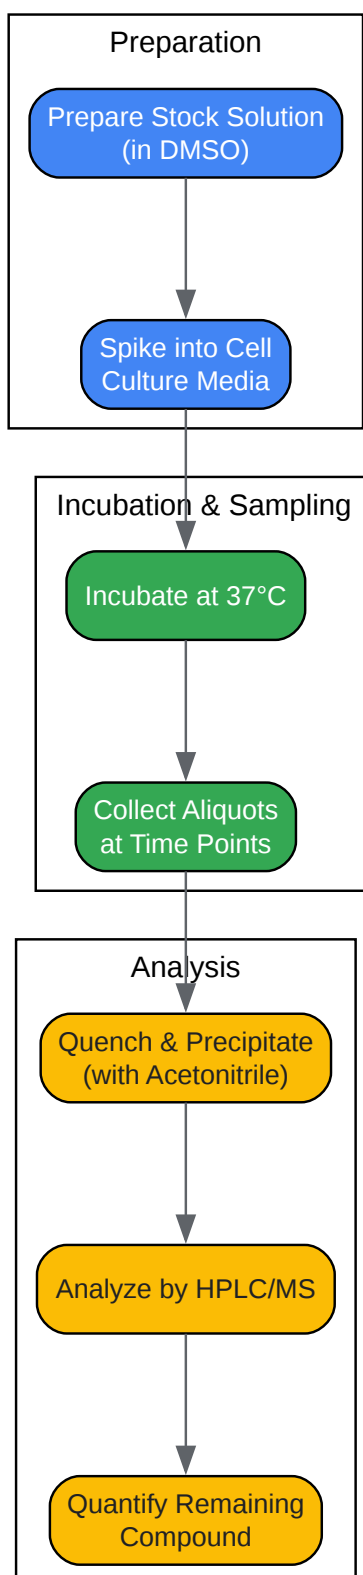 Preparation
Prepare Stock Solution
(in DMSO)
Spike into Cell
Culture Media
Incubation & Sampling
Incubate at 37°C
Collect Aliquots
at Time Points
Analysis
Quench & Precipitate
(with Acetonitrile)
Analyze by HPLC/MS
Quantify Remaining
Compound